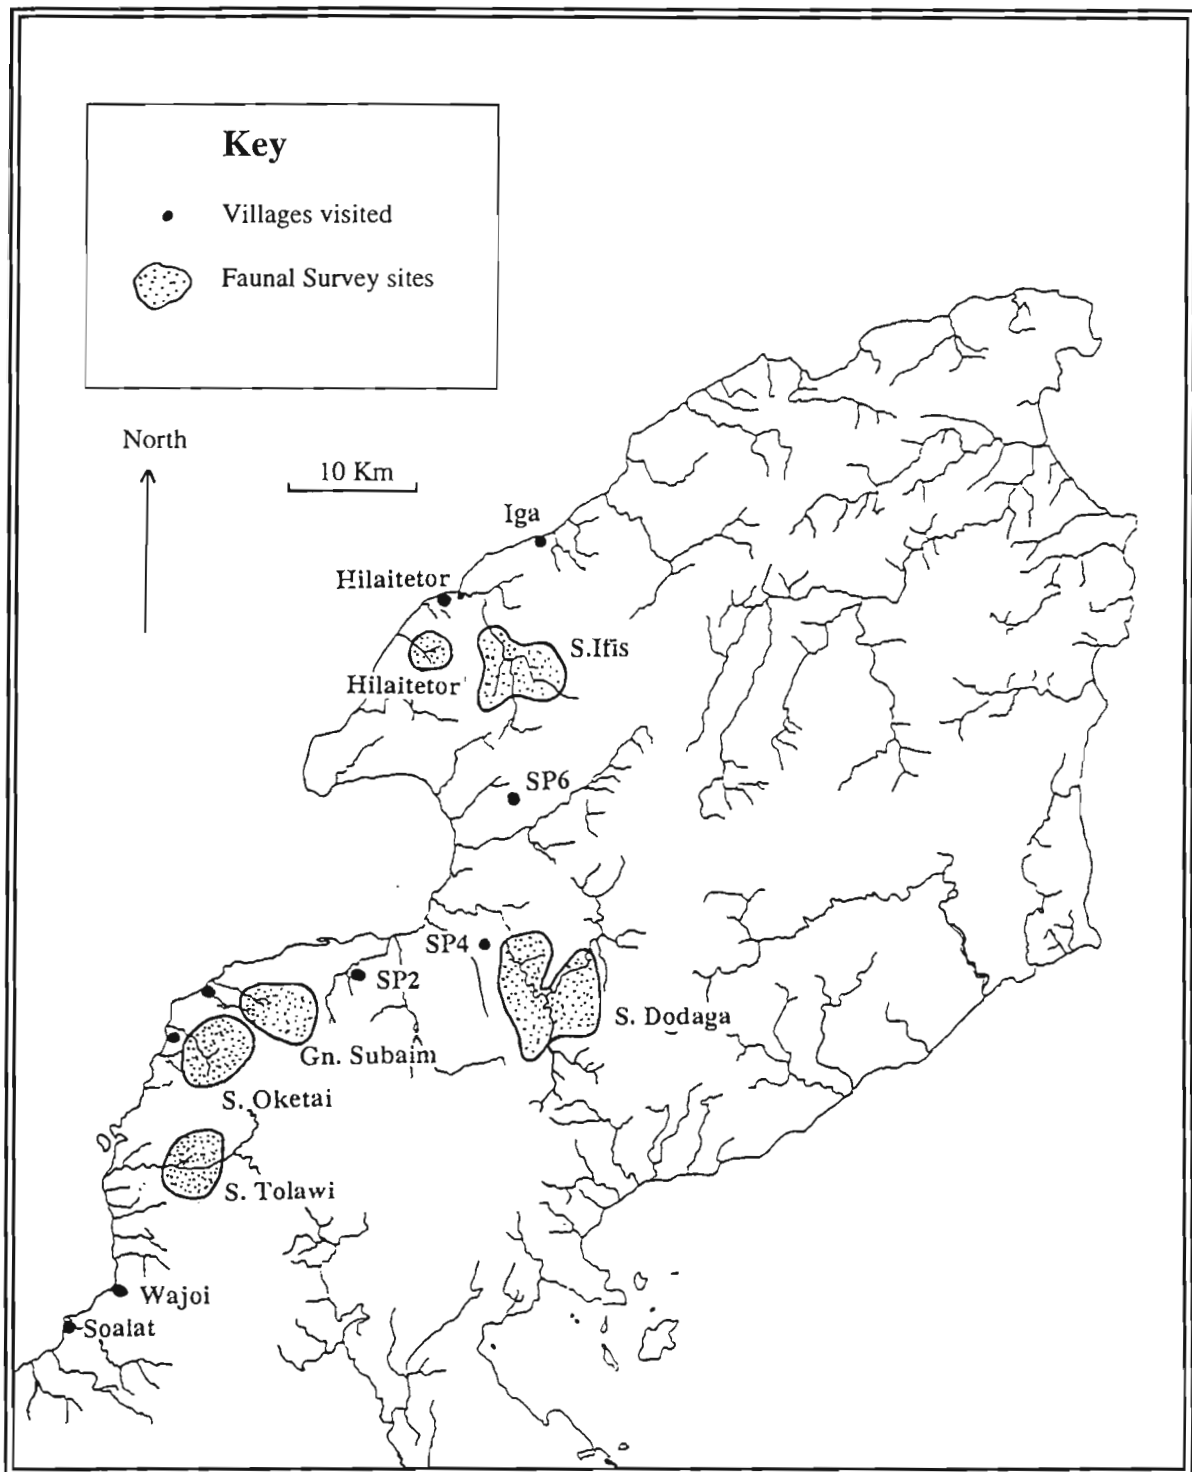 Key
Villages visited
Faunal Survey sites
North
10 Km
Iga
Hilaitetor
S.Ifis
Hilaitetor
SP6
SP4
SP2
S. Dodaga
Gn. Subaim
S. Oketai
S. Tolawi
Wajoi
Soalat